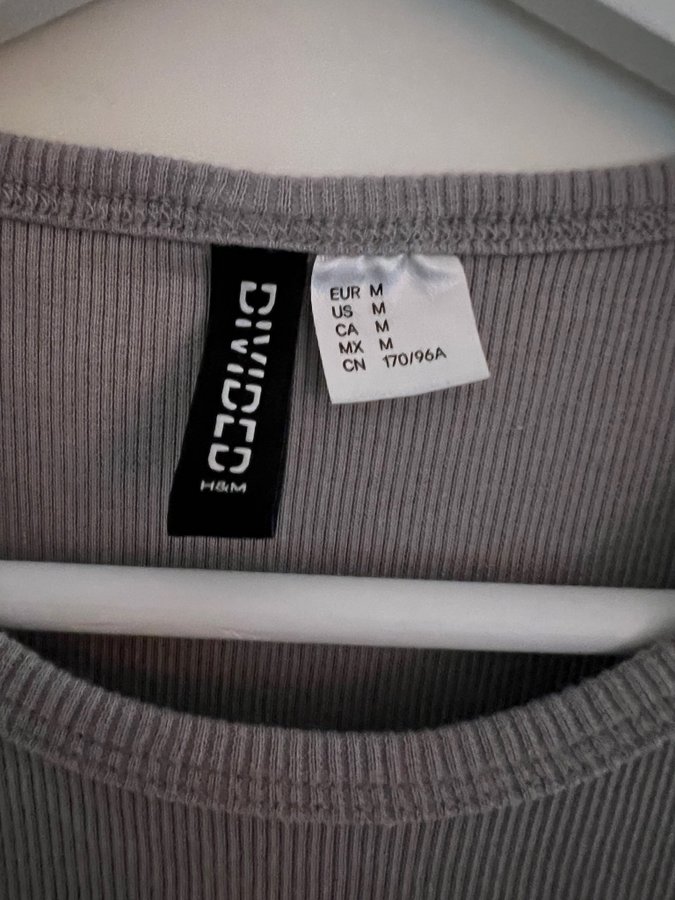 DIVIDED
H&M
EUR M
US M
CA M
MX M
CN 170/96A